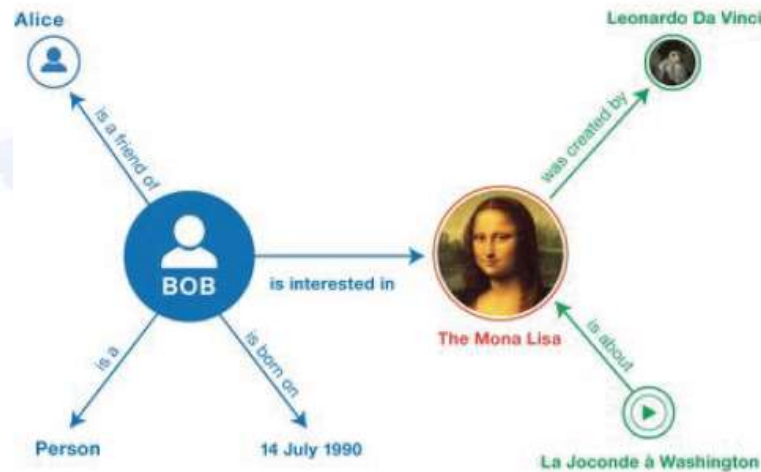 Alice
Leonardo Da Vinci
is a friend of
was created by
BOB
is interested in
The Mona Lisa
is a
is born on
is about
Person
14 July 1990
La Joconde à Washington